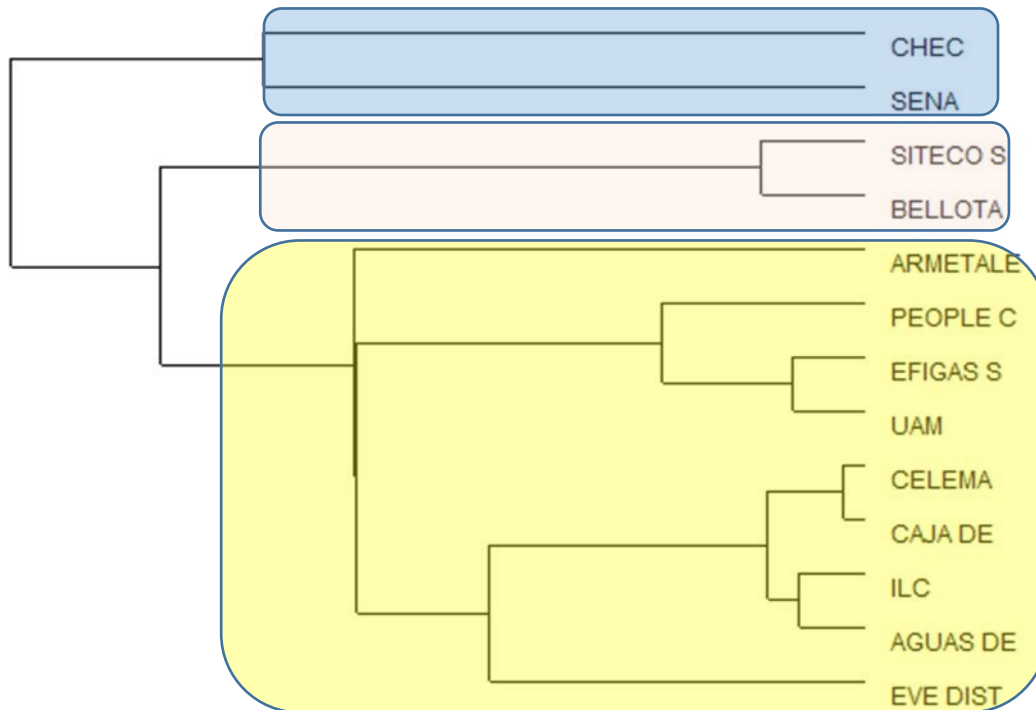 CHEC
SENA
SITECO S
BELLOTA
ARMETALE
PEOPLE C
EFIGAS S
UAM
CELEMA
CAJA DE
ILC
AGUAS DE
EVE DIST